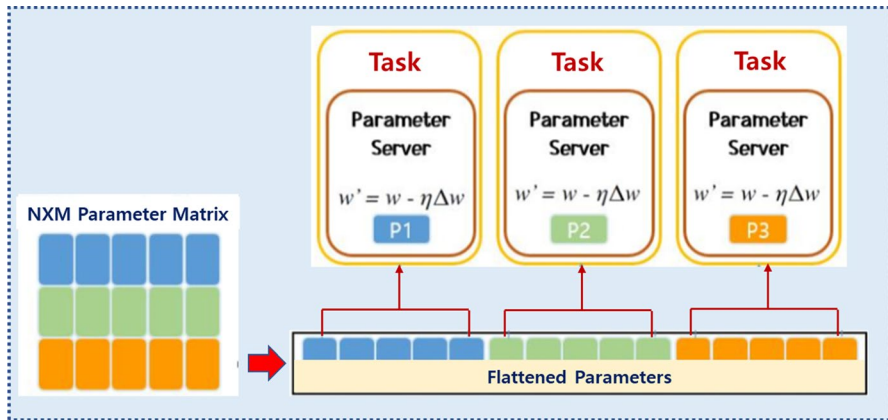 Task
Task
Task
Parameter
Server
Parameter
Server
Parameter
Server
w' = w - ηΔw
w' = w - ηΔw
w' = w - ηΔw
P1
P2
P3
NXM Parameter Matrix
Flattened Parameters